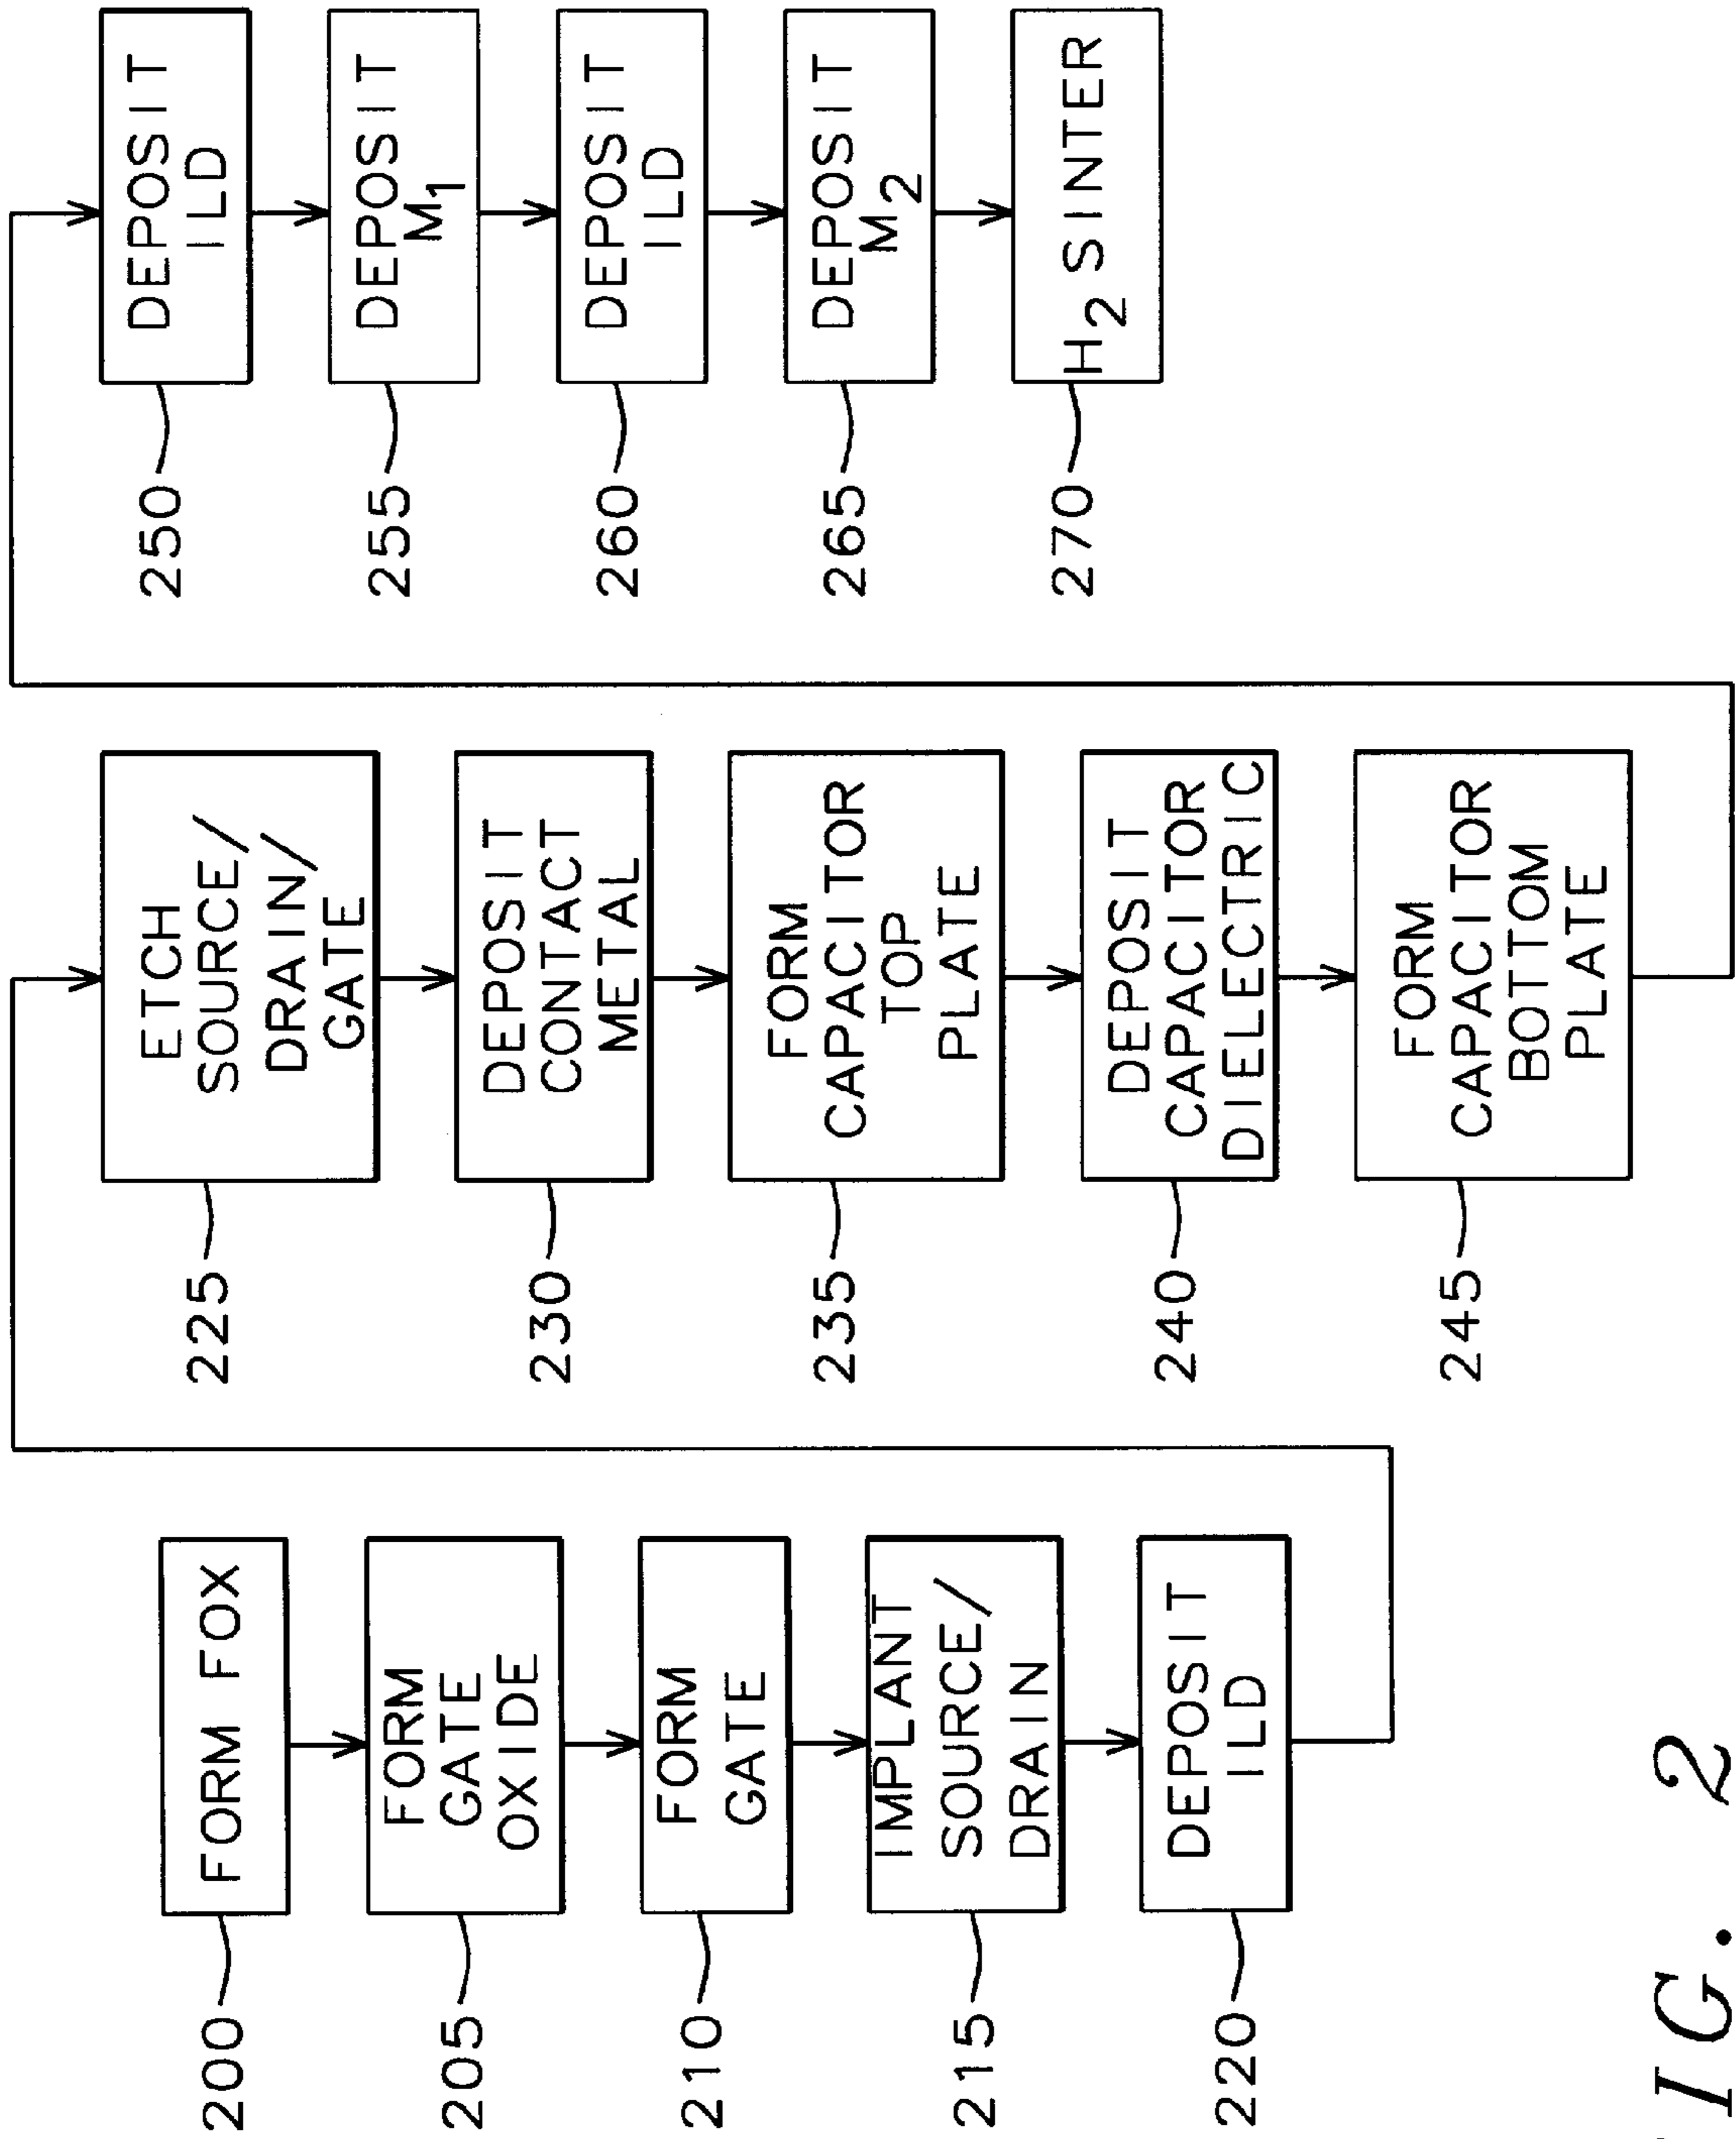 200
FORM FOX
205
FORM
GATE
OXIDE
210
FORM
GATE
215
IMPLANT
SOURCE/
DRAIN
220
DEPOSIT
ILD
225
ETCH
SOURCE/
DRAIN/
GATE
230
DEPOSIT
CONTACT
METAL
235
FORM
CAPACITOR
TOP
PLATE
240
DEPOSIT
CAPACITOR
DIELECTRIC
245
FORM
CAPACITOR
BOTTOM
PLATE
250
DEPOSIT
ILD
255
DEPOSIT
M1
260
DEPOSIT
ILD
265
DEPOSIT
M2
270
H2 SINTER
IG. 2